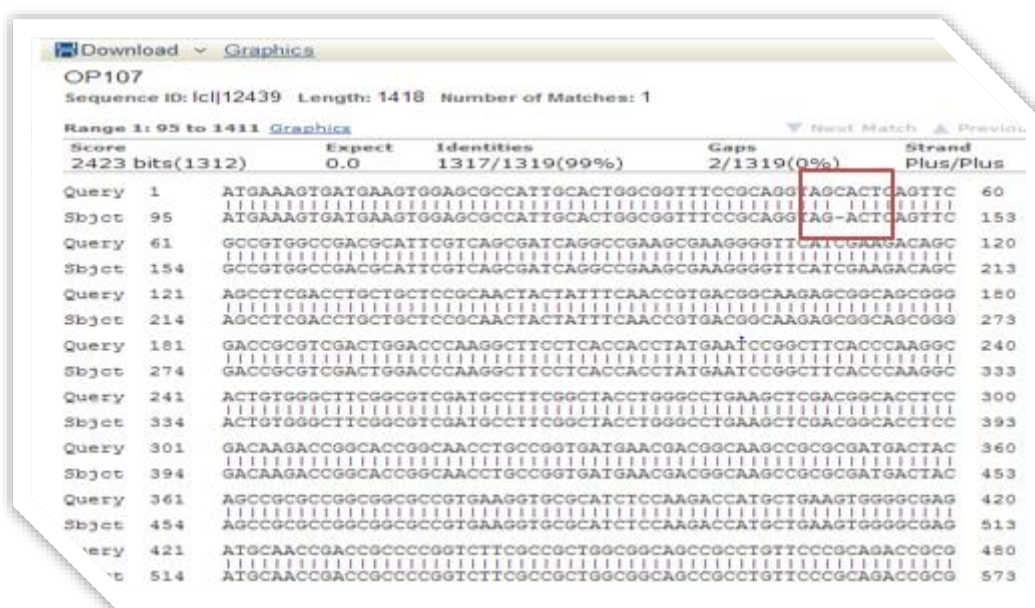 Download Graphics
OP107
Sequence ID: lcl|12439 Length: 1418 Number of Matches: 1
Range 1: 95 to 1411 Graphics Next Match
Score Expect Identities Gaps Strand
2423 bits(1312) 0.0 1317/1319(99%) 2/1319(0%) Plus/Plus
Query 1 ATGAAAGTGATGAAGTGGAGCGCCATTGCACTGGCGGTTTCCGCAGGTAGCACTCAGTTC 60
Sbjct 95 ATGAAAGTGATGAAGTGGAGCGCCATTGCACTGGCGGTTTCCGCAGGTAG-ACTCAGTTC 153
Query 61 GCCGTGGCCGACGCATTCGTCAGCGATCAGGCCGAAGCGAAGGGGTTCATCGAAGACAGC 120
Sbjct 154 GCCGTGGCCGACGCATTCGTCAGCGATCAGGCCGAAGCGAAGGGGTTCATCGAAGACAGC 213
Query 121 AGCCTCGACCTGCTGCTCCGCAACTACTATTTCAACCGTGACGGCAAGAGCGGCAGCGGG 180
Sbjct 214 AGCCTCGACCTGCTGCTCCGCAACTACTATTTCAACCGTGACGGCAAGAGCGGCAGCGGG 273
Query 181 GACCGCGTCGACTGGACCCAAGGCTTCCTCACCACCTATGAATCCGGCTTCACCCAAGGC 240
Sbjct 274 GACCGCGTCGACTGGACCCAAGGCTTCCTCACCACCTATGAATCCGGCTTCACCCAAGGC 333
Query 241 ACTGTGGGCTTCGGCGTCGATGCCTTCGGCTACCTGGGCCTGAAGCTCGACGGCACCTCC 300
Sbjct 334 ACTGTGGGCTTCGGCGTCGATGCCTTCGGCTACCTGGGCCTGAAGCTCGACGGCACCTCC 393
Query 301 GACAAGACCGGCACCGGCAACCTGCCGGTGATGAACGACGGCAAGCCGCGCGATGACTAC 360
Sbjct 394 GACAAGACCGGCACCGGCAACCTGCCGGTGATGAACGACGGCAAGCCGCGCGATGACTAC 453
Query 361 AGCCGCGCCGGCGGCGCCGTGAAGGTGCGCATCTCCAAGACCATGCTGAAGTGGGGCGAG 420
Sbjct 454 AGCCGCGCCGGCGGCGCCGTGAAGGTGCGCATCTCCAAGACCATGCTGAAGTGGGGCGAG 513
421 ATGCAACCGACCGCCCCGGTCTTCGCCGCTGGCGGCAGCCGCCTGTTCCCGCAGACCGCG 480
514 ATGCAACCGACCGCCCCGGTCTTCGCCGCTGGCGGCAGCCGCCTGTTCCCGCAGACCGCG 573